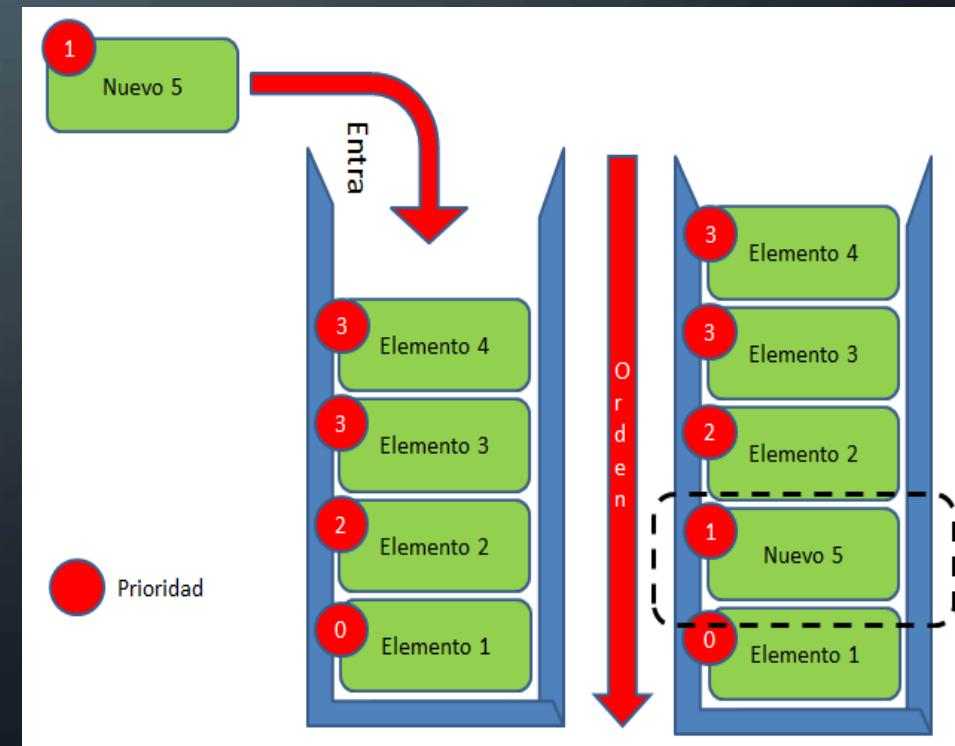 1
Nuevo 5
Entra
3
Elemento 4
3
Elemento 3
2
Elemento 2
0
Elemento 1
Prioridad
Orden
3
Elemento 4
3
Elemento 3
2
Elemento 2
1
Nuevo 5
0
Elemento 1